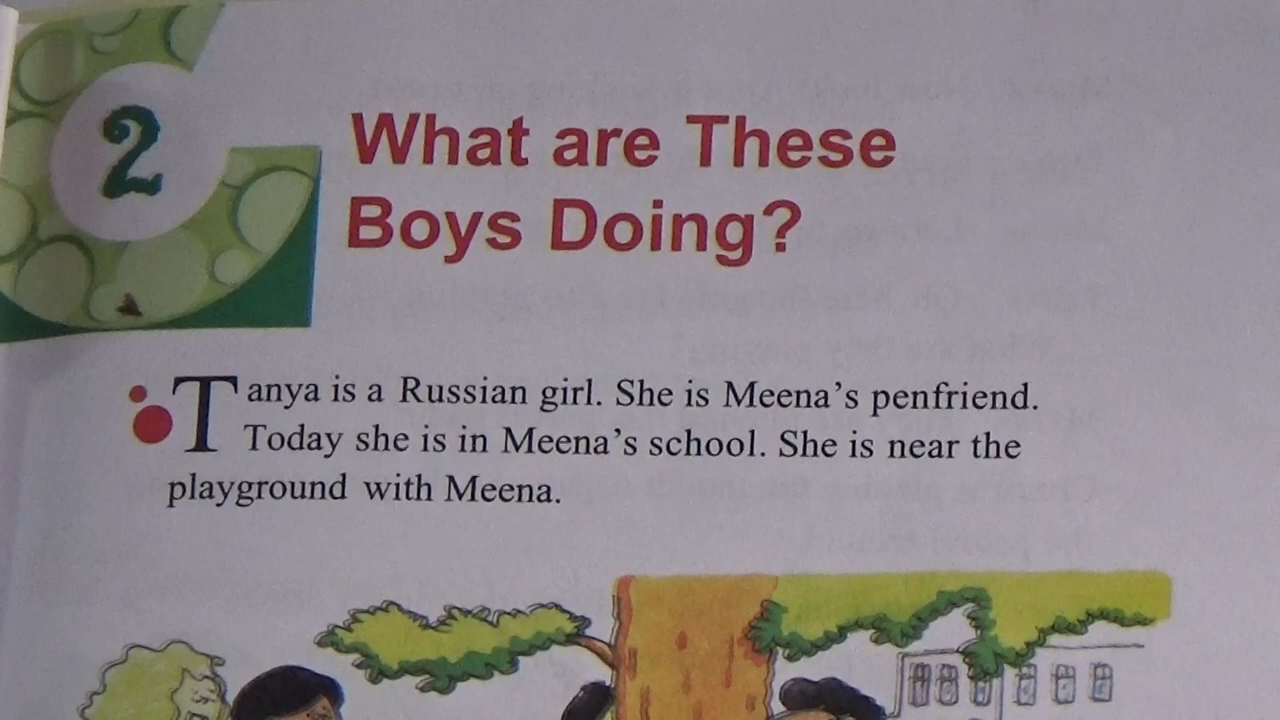 2
What are These
Boys Doing?
Tanya is a Russian girl. She is Meena's penfriend.
Today she is in Meena's school. She is near the
playground with Meena.